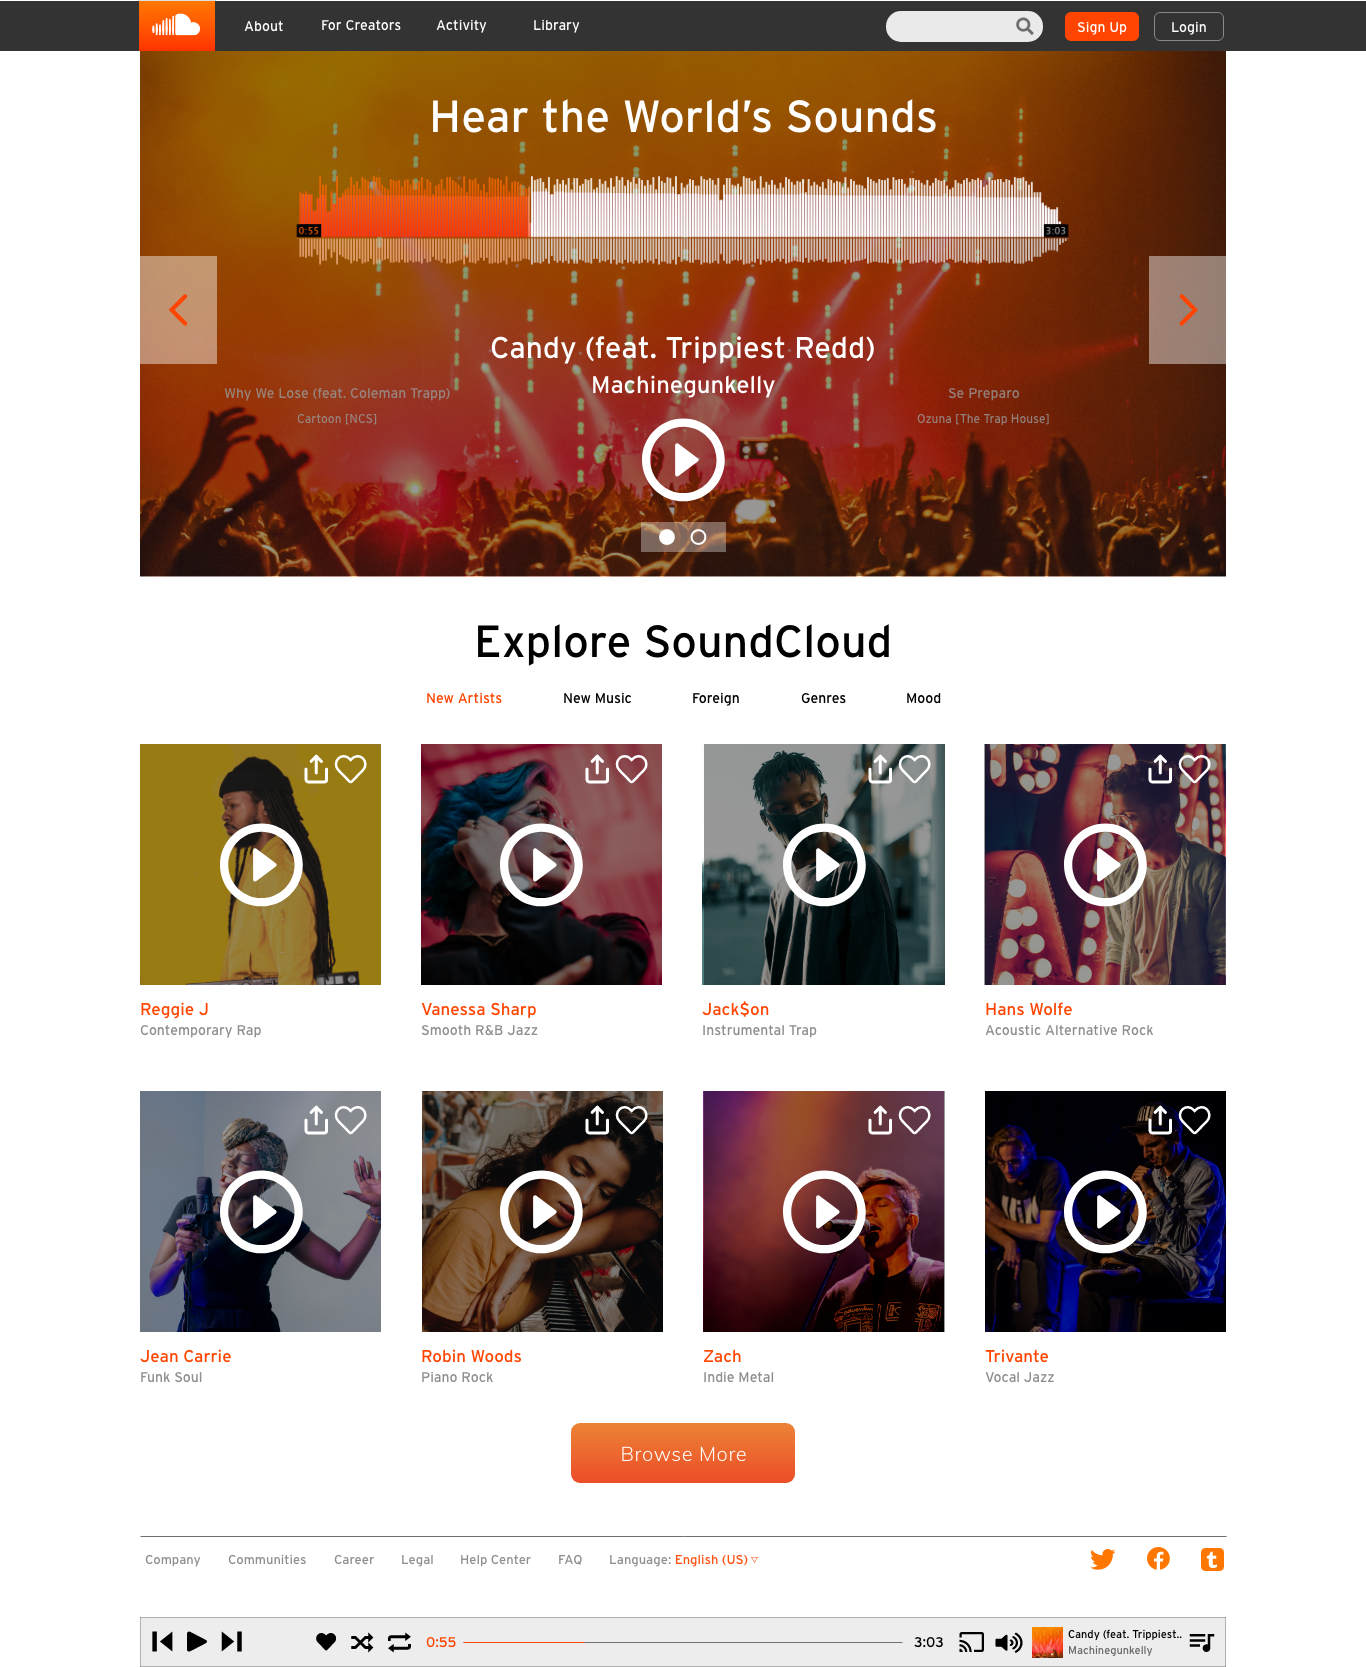 About
For Creators
Activity
Library
Sign Up
Login
Hear the World's Sounds
0:55
3:03
Candy (feat. Trippiest Redd)
Machinegunkelly
Why We Lose (feat. Coleman Trapp)
Cartoon [NCS]
Se Preparo
Ozuna [The Trap House]
Explore SoundCloud
New Artists
New Music
Foreign
Genres
Mood
Reggie J
Contemporary Rap
Vanessa Sharp
Smooth R&B Jazz
Jack$on
Instrumental Trap
Hans Wolfe
Acoustic Alternative Rock
Jean Carrie
Funk Soul
Robin Woods
Piano Rock
Zach
Indie Metal
Trivante
Vocal Jazz
Browse More
Company
Communities
Career
Legal
Help Center
FAQ
Language: English (US)
0:55
3:03
Candy (feat. Trippiest..
Machinegunkelly